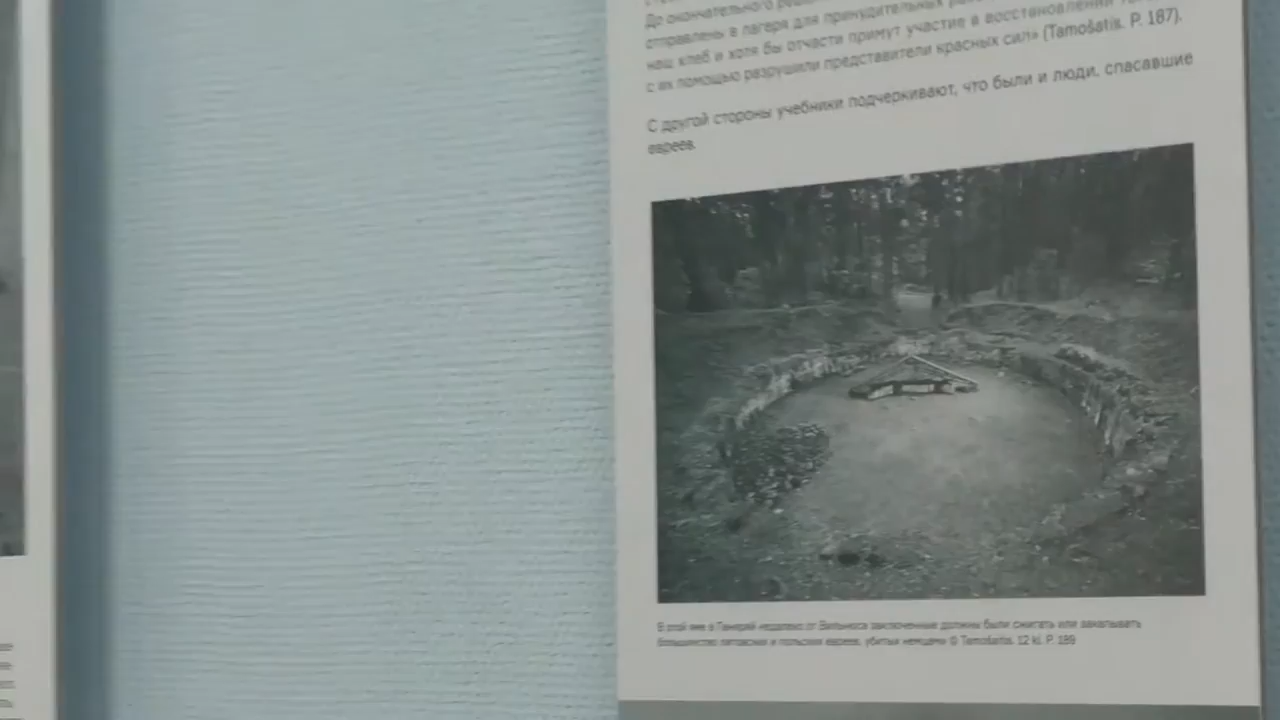 До окончательного
отправлены в лагеря для принудительных
наш хлеб и хотя бы отчасти примут участие в восстановлении
с их помощью разрушили представители красных сил» (Tamošaitis. P. 187).
С другой стороны учебники подчеркивают, что были и люди, спасавшие
евреев.
В этой яме в Панеряй недалеко от Вильнюса заключенные должны были сжигать или закапывать
большинство литовских и польских евреев, убитых немцами © Tamošaitis. 12 kl. P. 189